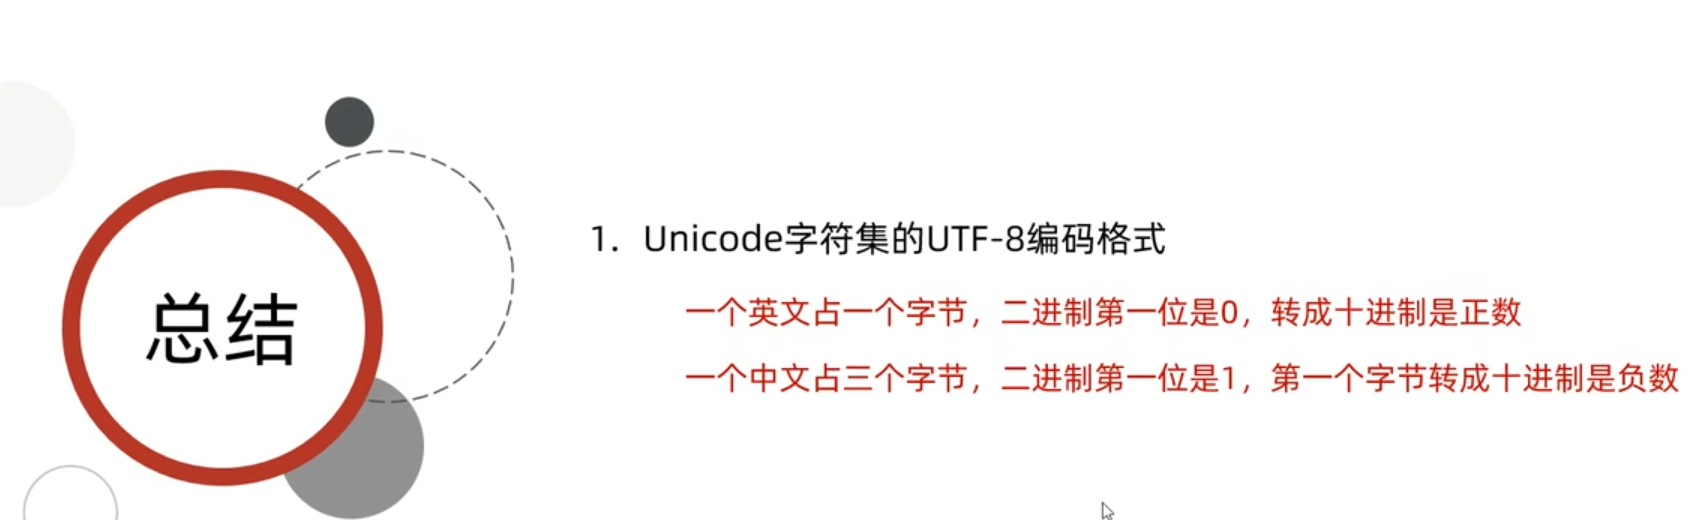 总结
1. Unicode字符集的UTF-8编码格式
一个英文占一个字节，二进制第一位是0，转成十进制是正数
一个中文占三个字节，二进制第一位是1，第一个字节转成十进制是负数